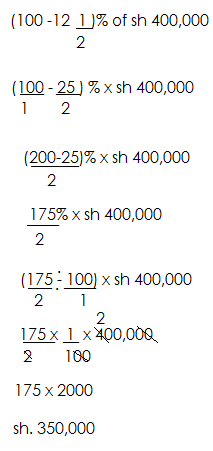 (100 -12  1 )% of sh 400,000
2
(100 - 25 ) % x sh 400,000
1 2
(200-25)% x sh 400,000
2
175% x sh 400,000
2
(175 ÷ 100) x sh 400,000
2 1
2
175 x 1 x 400,000
2 100
175 x 2000
sh. 350,000